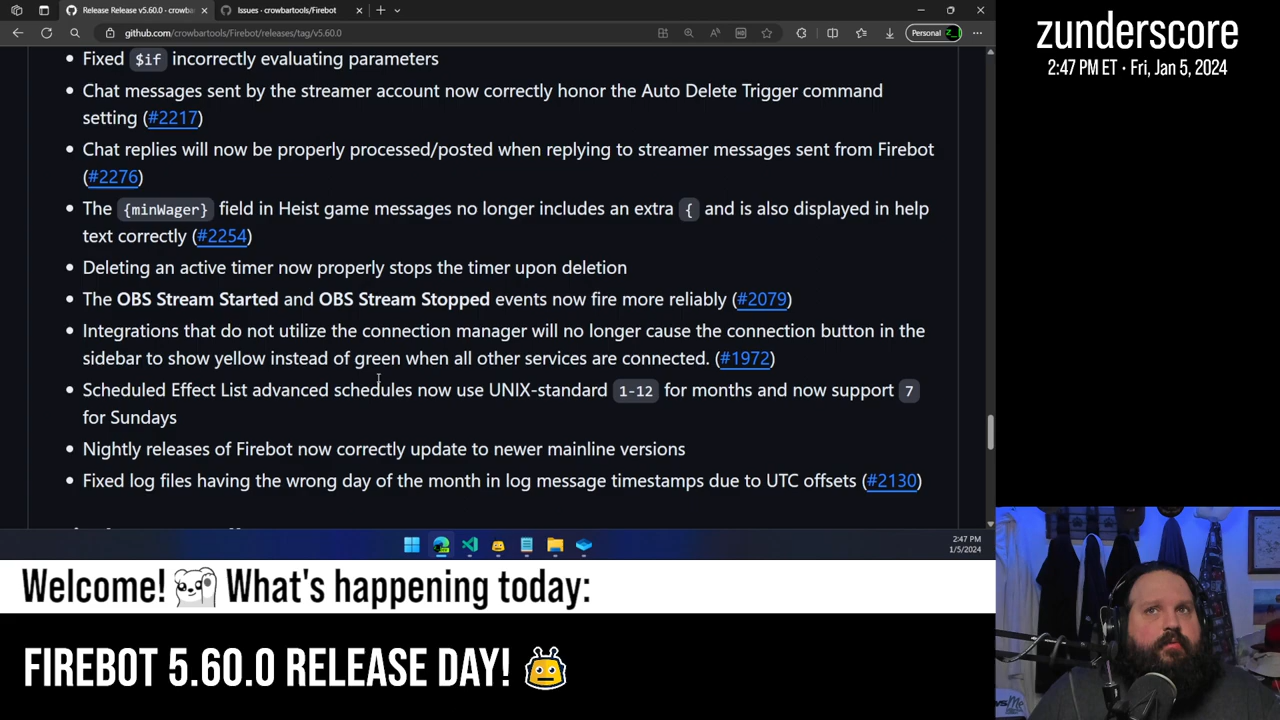 Release Release v5.60.0 · crowba
Issues · crowbartools/Firebot
github.com/crowbartools/Firebot/releases/tag/v5.60.0
Personal
zunderscore
2:47 PM ET · Fri, Jan 5, 2024
Fixed $if incorrectly evaluating parameters
Chat messages sent by the streamer account now correctly honor the Auto Delete Trigger command
setting (#2217)
Chat replies will now be properly processed/posted when replying to streamer messages sent from Firebot
(#2276)
The {minWager} field in Heist game messages no longer includes an extra { and is also displayed in help
text correctly (#2254)
Deleting an active timer now properly stops the timer upon deletion
The OBS Stream Started and OBS Stream Stopped events now fire more reliably (#2079)
Integrations that do not utilize the connection manager will no longer cause the connection button in the
sidebar to show yellow instead of green when all other services are connected. (#1972)
Scheduled Effect List advanced schedules now use UNIX-standard 1-12 for months and now support 7
for Sundays
Nightly releases of Firebot now correctly update to newer mainline versions
Fixed log files having the wrong day of the month in log message timestamps due to UTC offsets (#2130)
2:47 PM
1/5/2024
Welcome! What's happening today:
FIREBOT 5.60.0 RELEASE DAY!